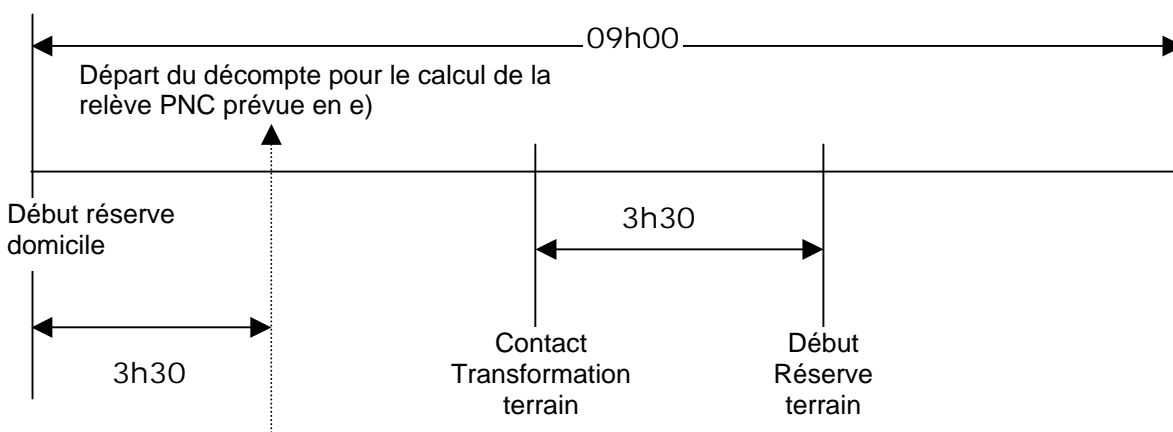 09h00
Départ du décompte pour le calcul de la
relève PNC prévue en e)
Début réserve
domicile
3h30
3h30
Contact
Transformation
terrain
Début
Réserve
terrain